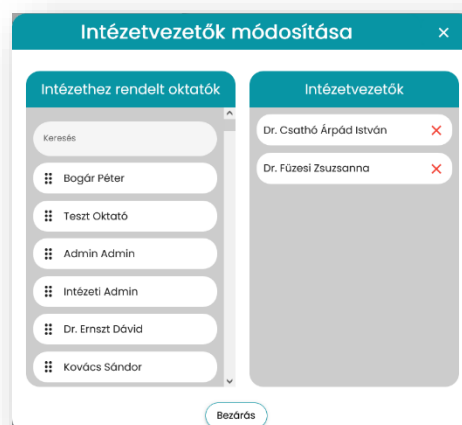 Intézetvezetők módosítása
Intézethez rendelt oktatók
Keresés
Bogár Péter
Teszt Oktató
Admin Admin
Intézeti Admin
Dr. Ernszt Dávid
Kovács Sándor
Intézetvezetők
Dr. Csathó Árpád István
Dr. Füzesi Zsuzsanna
Bezárás